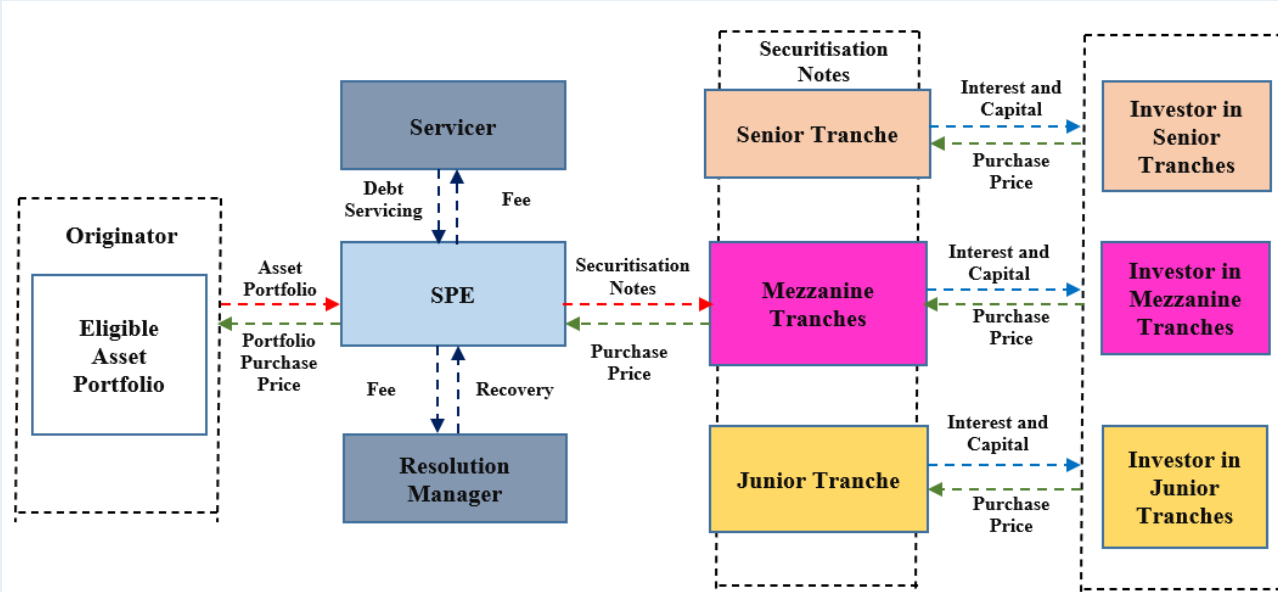 Originator
Eligible
Asset
Portfolio
Asset
Portfolio
Portfolio
Purchase
Price
Servicer
Debt
Servicing
Fee
SPE
Fee
Recovery
Resolution
Manager
Securitisation
Notes
Purchase
Price
Securitisation
Notes
Senior Tranche
Mezzanine
Tranches
Junior Tranche
Interest and
Capital
Purchase
Price
Interest and
Capital
Purchase
Price
Interest and
Capital
Purchase
Price
Investor in
Senior
Tranches
Investor in
Mezzanine
Tranches
Investor in
Junior
Tranches